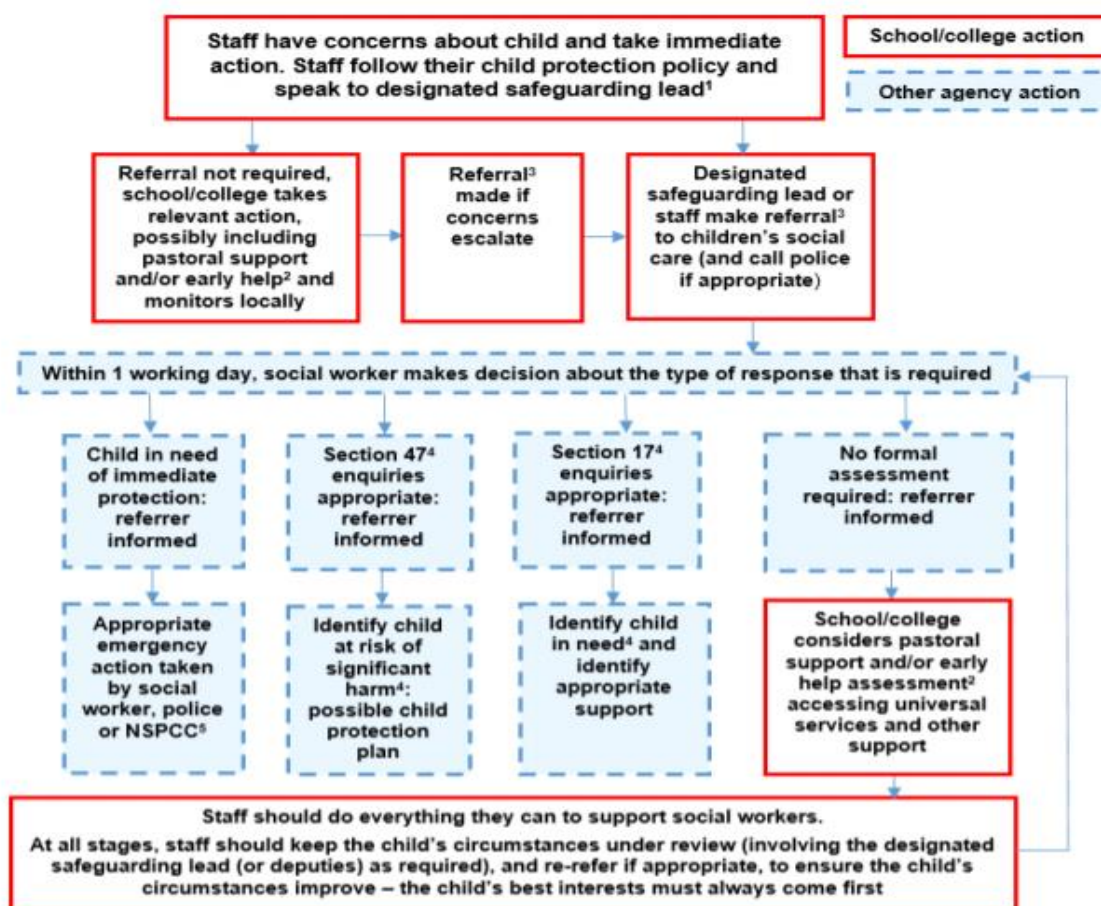 Staff have concerns about child and take immediate
action. Staff follow their child protection policy and
speak to designated safeguarding lead¹
School/college action
Other agency action
Referral not required,
school/college takes
relevant action,
possibly including
pastoral support
and/or early help² and
monitors locally
Referral³
made if
concerns
escalate
Designated
safeguarding lead or
staff make referral³
to children's social
care (and call police
if appropriate)
Within 1 working day, social worker makes decision about the type of response that is required
Child in need
of immediate
protection:
referrer
informed
Section 47⁴
enquiries
appropriate:
referrer
informed
Section 17⁴
enquiries
appropriate:
referrer
informed
No formal
assessment
required: referrer
informed
Appropriate
emergency
action taken
by social
worker, police
or NSPCC⁵
Identify child
at risk of
significant
harm⁴:
possible child
protection
plan
Identify child
in need⁴ and
identify
appropriate
support
School/college
considers pastoral
support and/or early
help assessment²
accessing universal
services and other
support
Staff should do everything they can to support social workers.
At all stages, staff should keep the child's circumstances under review (involving the designated
safeguarding lead (or deputies) as required), and re-refer if appropriate, to ensure the child's
circumstances improve – the child's best interests must always come first